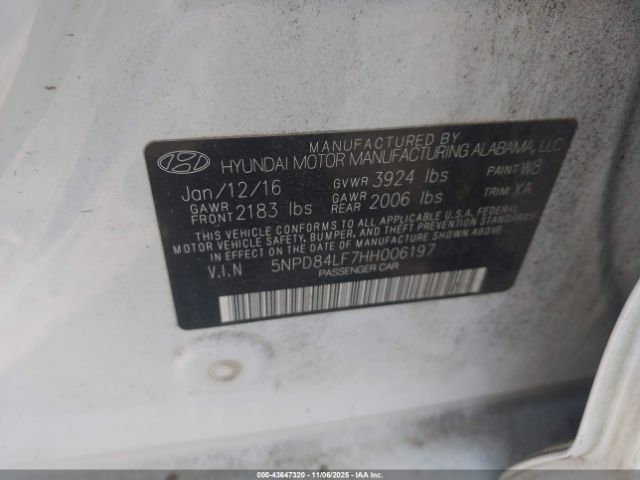 MANUFACTURED BY
HYUNDAI MOTOR MANUFACTURING ALABAMA, LLC
Jan/12/16 GVWR 3924 lbs PAINT W8
GAWR FRONT 2183 lbs GAWR REAR 2006 lbs TRIM XA
THIS VEHICLE CONFORMS TO ALL APPLICABLE U.S.A. FEDERAL
MOTOR VEHICLE SAFETY, BUMPER, AND THEFT PREVENTION STANDARDS
IN EFFECT ON THE DATE OF MANUFACTURE SHOWN ABOVE.
V.I.N 5NPD84LF7HH006197
PASSENGER CAR
000-43647320 - 11/06/2025 - IAA, Inc.